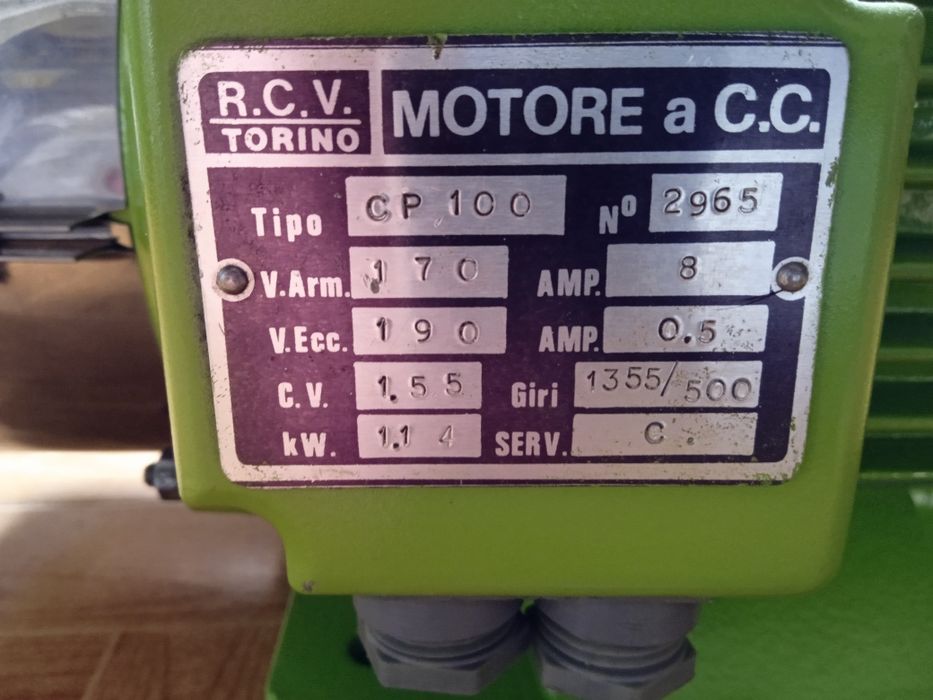 R.C.V.
TORINO
MOTORE a C.C.
Tipo CP 100 Nº 2965
V.Arm. 170 AMP. 8
V.Ecc. 190 AMP. 0.5
C.V. 1.55 Giri 1355/500
kW. 1.14 SERV. C.